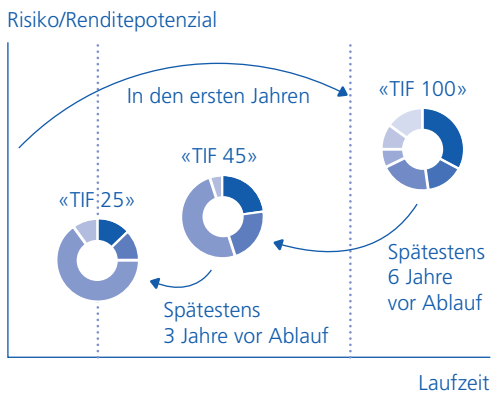 Risiko/Renditepotenzial
In den ersten Jahren
«TIF 100»
«TIF 45»
«TIF 25»
Spätestens
6 Jahre
vor Ablauf
Spätestens
3 Jahre vor Ablauf
Laufzeit